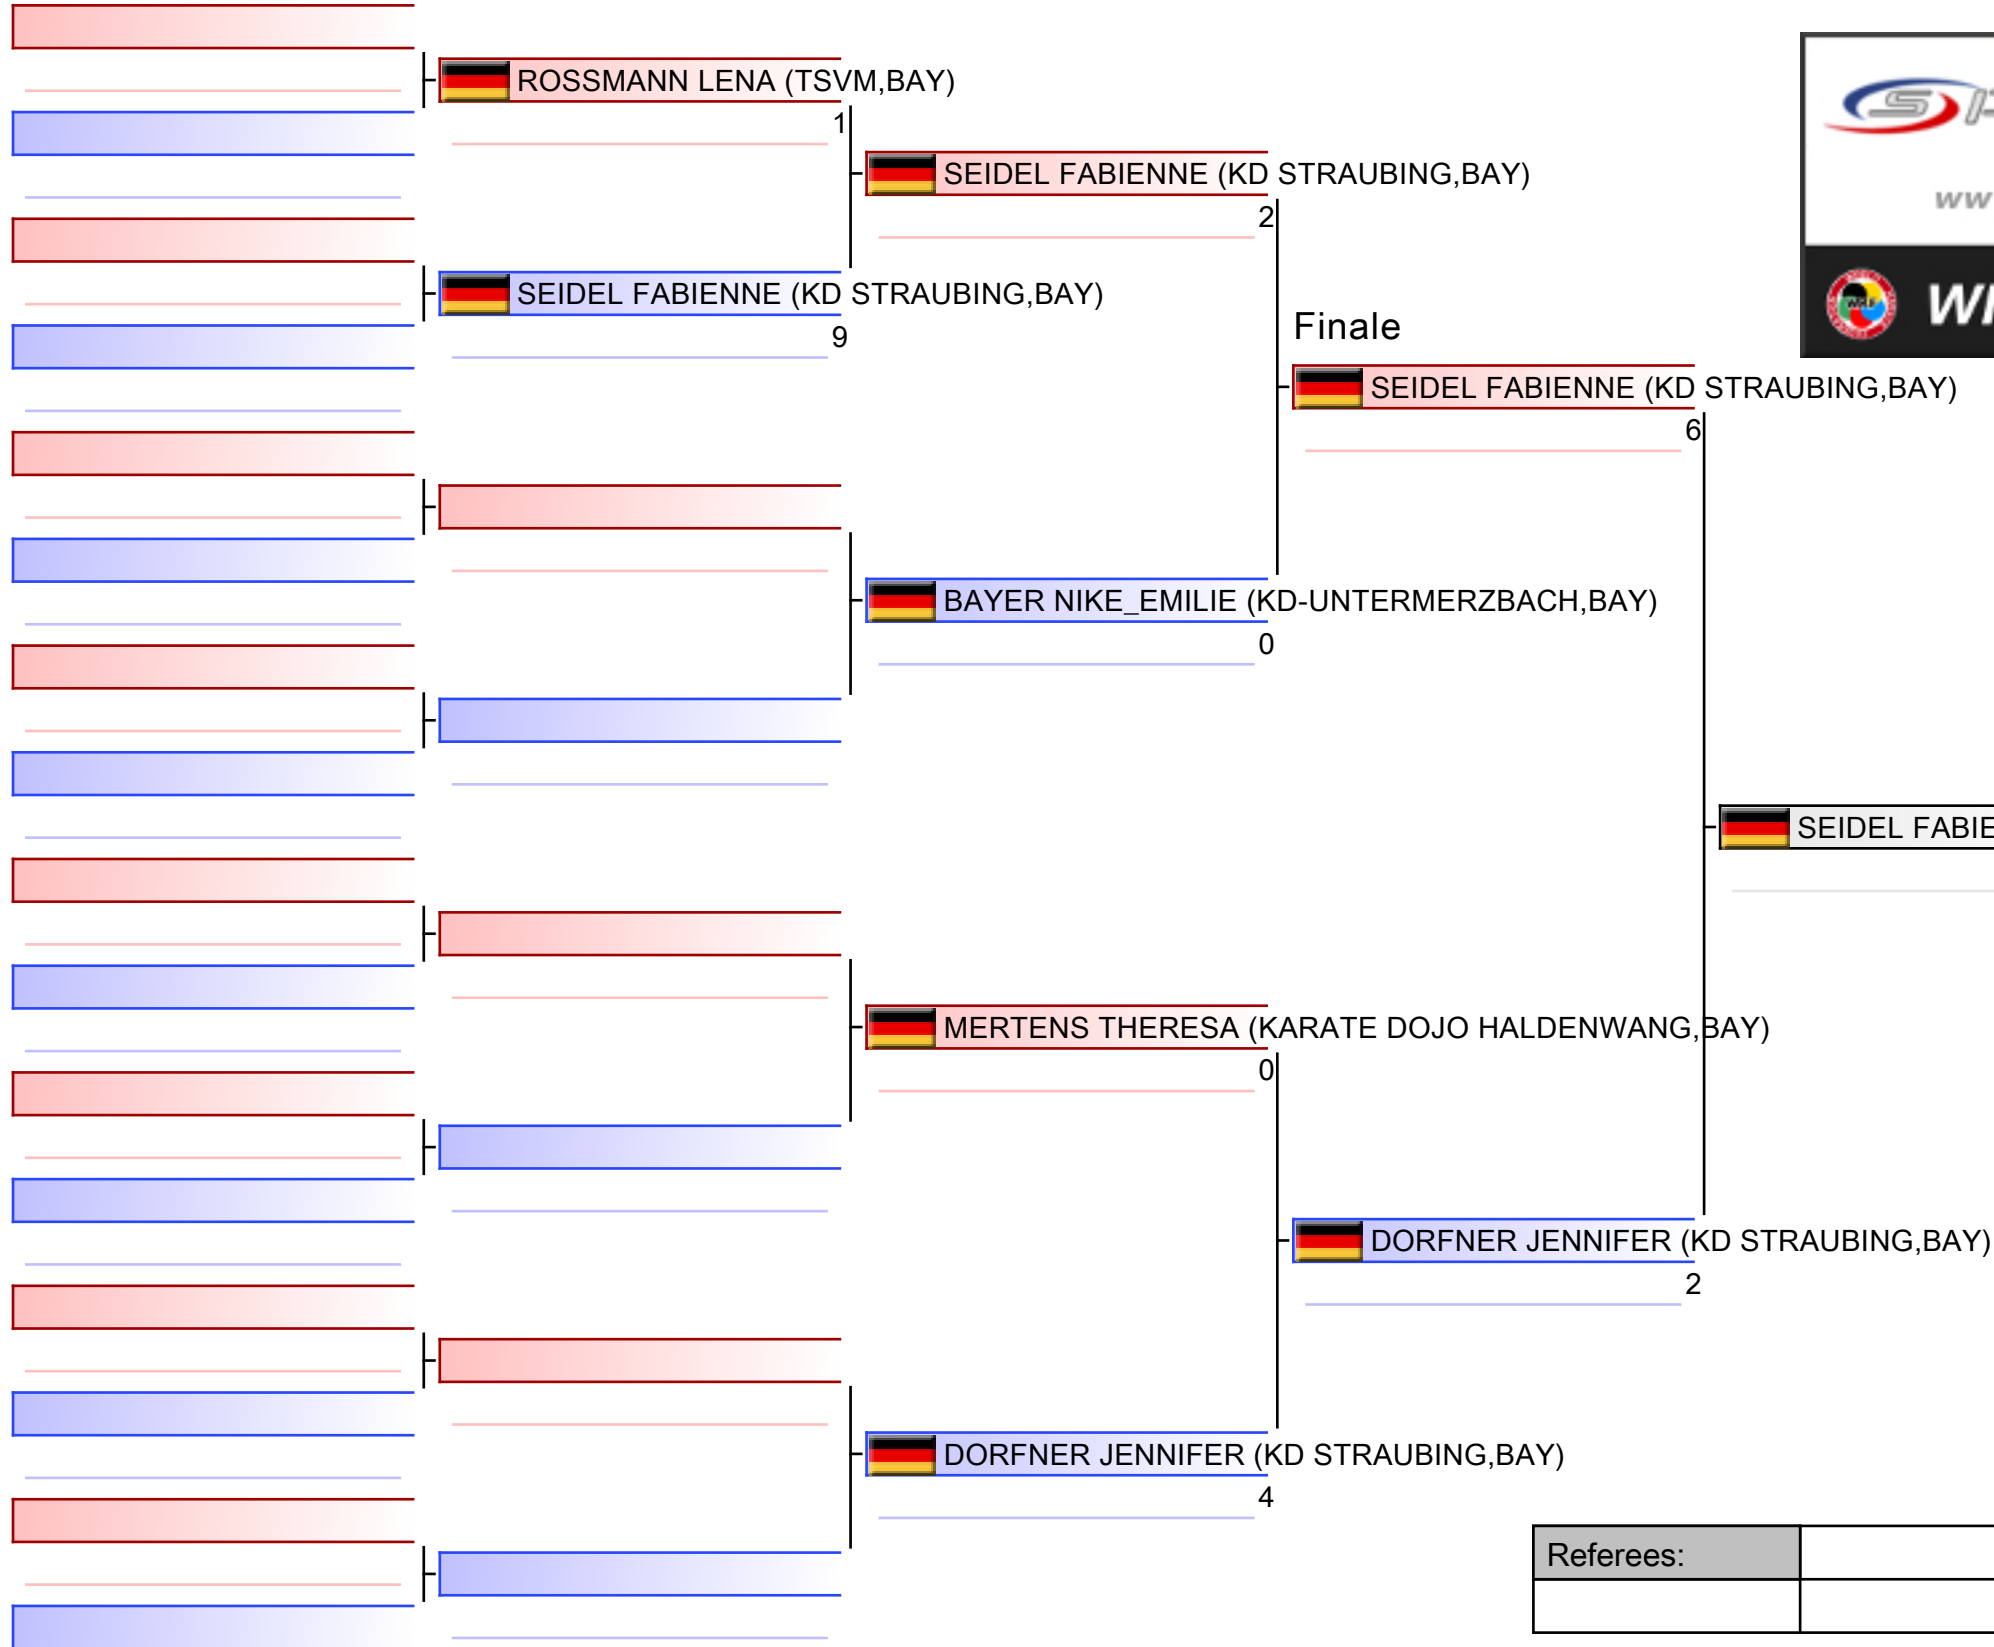 ROSSMANN LENA (TSVM,BAY)
1
SEIDEL FABIENNE (KD STRAUBING,BAY)
2
SEIDEL FABIENNE (KD STRAUBING,BAY)
9
Finale
SEIDEL FABIENNE (KD STRAUBING,BAY)
6
BAYER NIKE_EMILIE (KD-UNTERMERZBACH,BAY)
0
SEIDEL FABIE
MERTENS THERESA (KARATE DOJO HALDENWANG,BAY)
0
DORFNER JENNIFER (KD STRAUBING,BAY)
2
DORFNER JENNIFER (KD STRAUBING,BAY)
4
Referees: